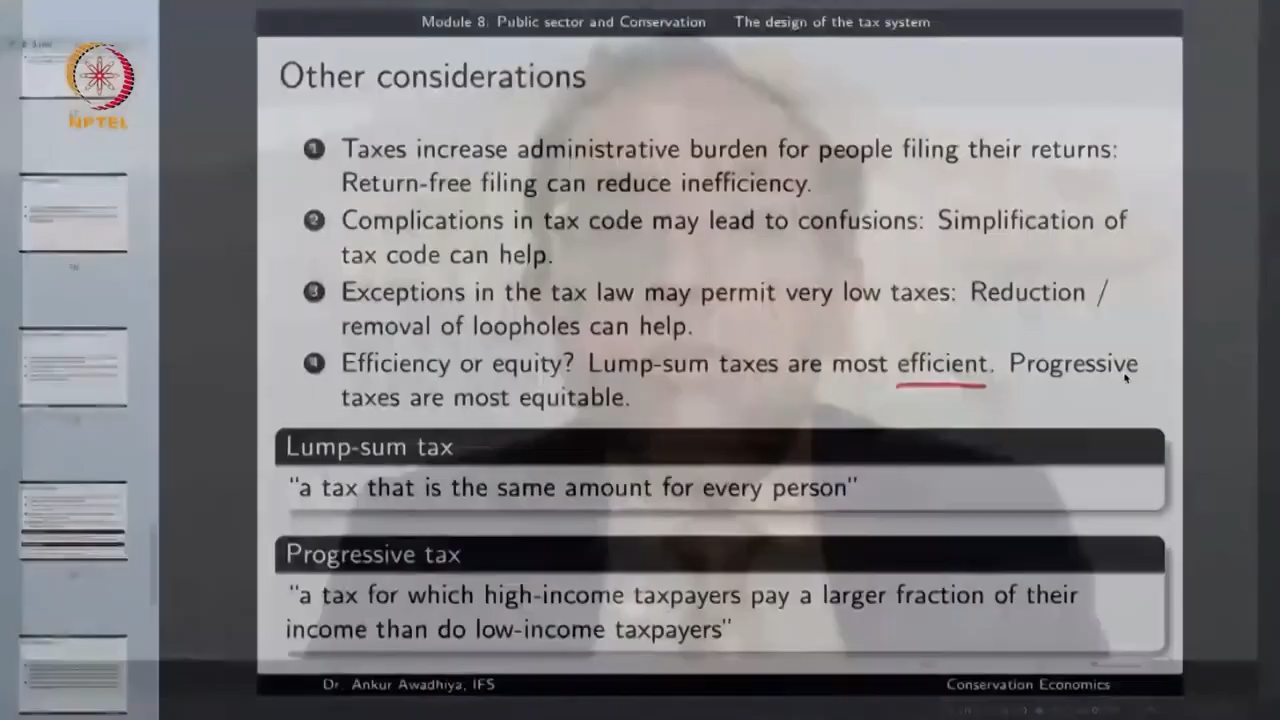 Module 8: Public sector and Conservation The design of the tax system
NPTEL
Other considerations
1 Taxes increase administrative burden for people filing their returns:
Return-free filing can reduce inefficiency.
2 Complications in tax code may lead to confusions: Simplification of
tax code can help.
3 Exceptions in the tax law may permit very low taxes: Reduction /
removal of loopholes can help.
4 Efficiency or equity? Lump-sum taxes are most efficient. Progressive
taxes are most equitable.
Lump-sum tax
"a tax that is the same amount for every person"
Progressive tax
"a tax for which high-income taxpayers pay a larger fraction of their
income than do low-income taxpayers"
Dr. Ankur Awadhiya, IFS Conservation Economics